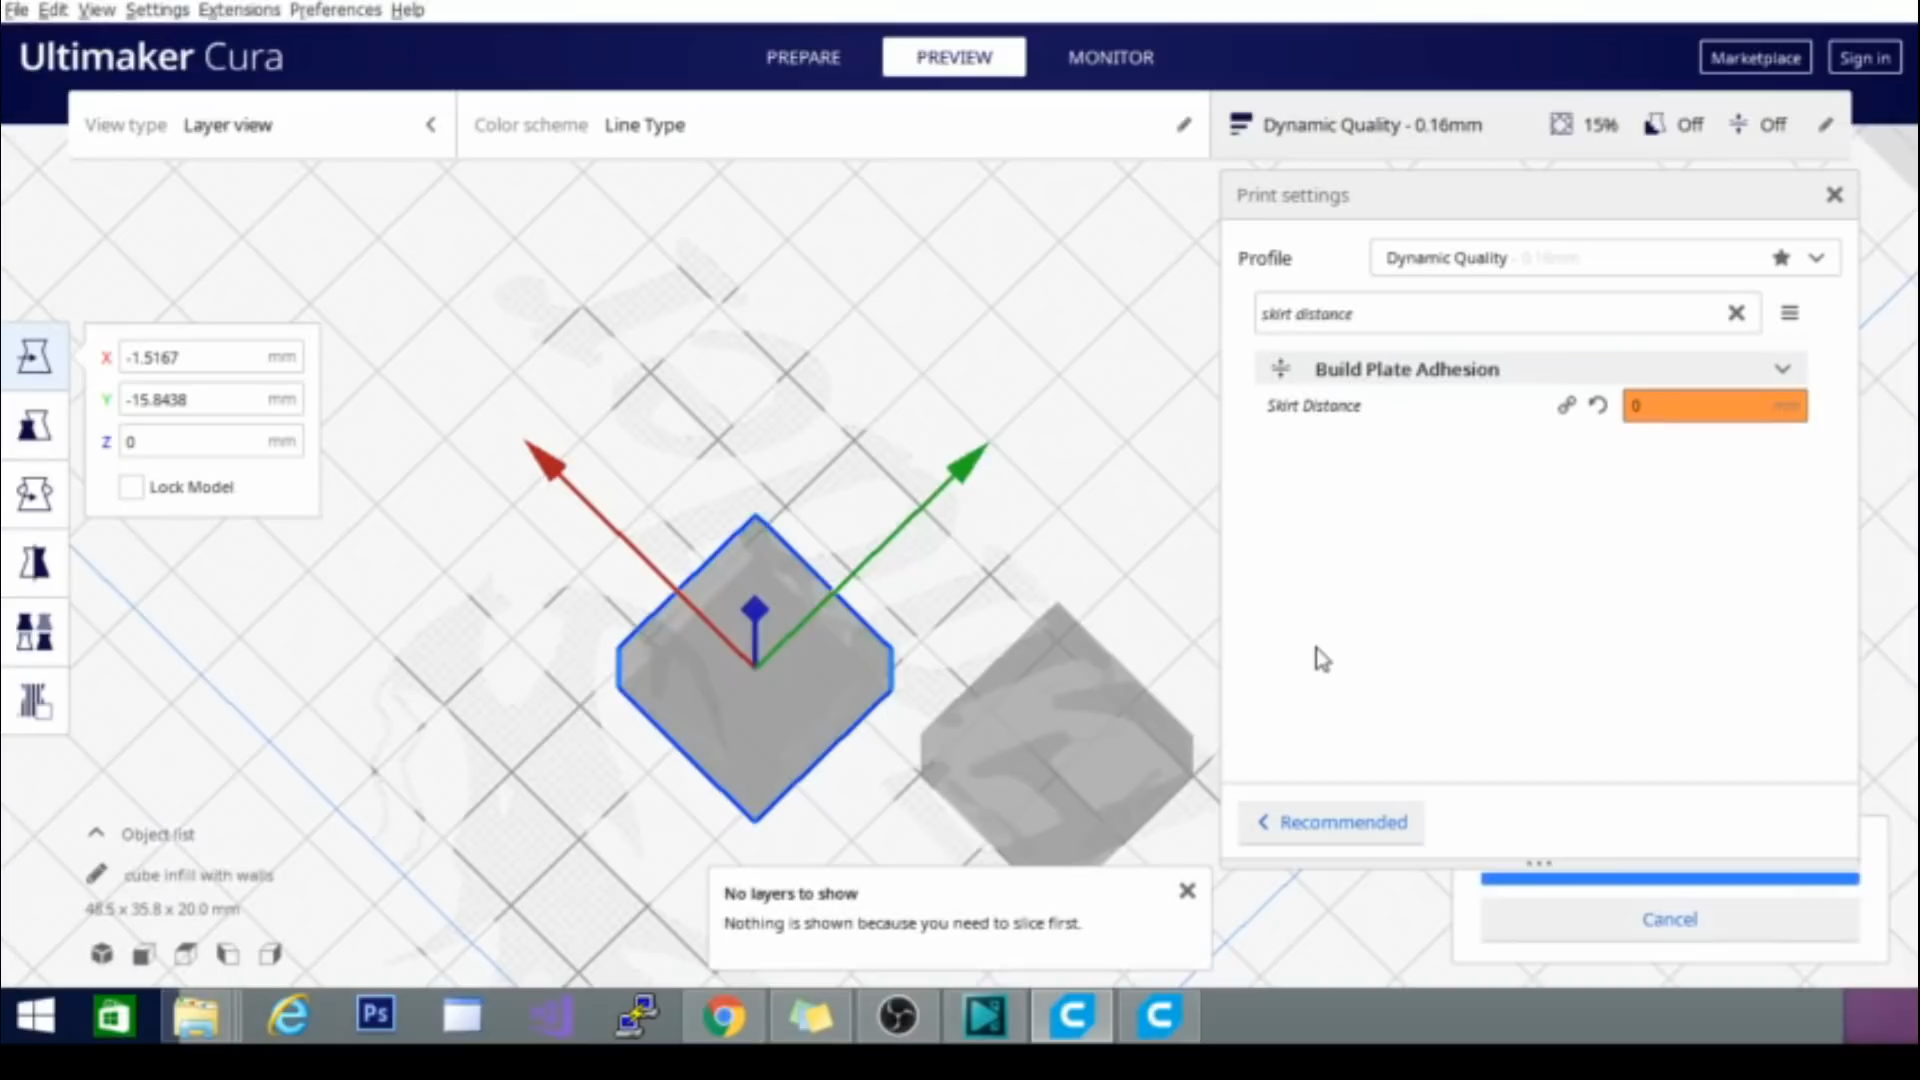 File Edit View Settings Extensions Preferences Help
Ultimaker Cura
PREPARE PREVIEW MONITOR
Marketplace Sign in
View type Layer view
Color scheme Line Type
Dynamic Quality - 0.16mm 15% Off Off
Print settings
Profile Dynamic Quality - 0.16mm
skirt distance
Build Plate Adhesion
Skirt Distance 0 mm
X -1.5167 mm
Y -15.8438 mm
Z 0 mm
Lock Model
Recommended
Object list
cube infill with walls
48.5 x 35.8 x 20.0 mm
No layers to show
Nothing is shown because you need to slice first.
Cancel
Ps